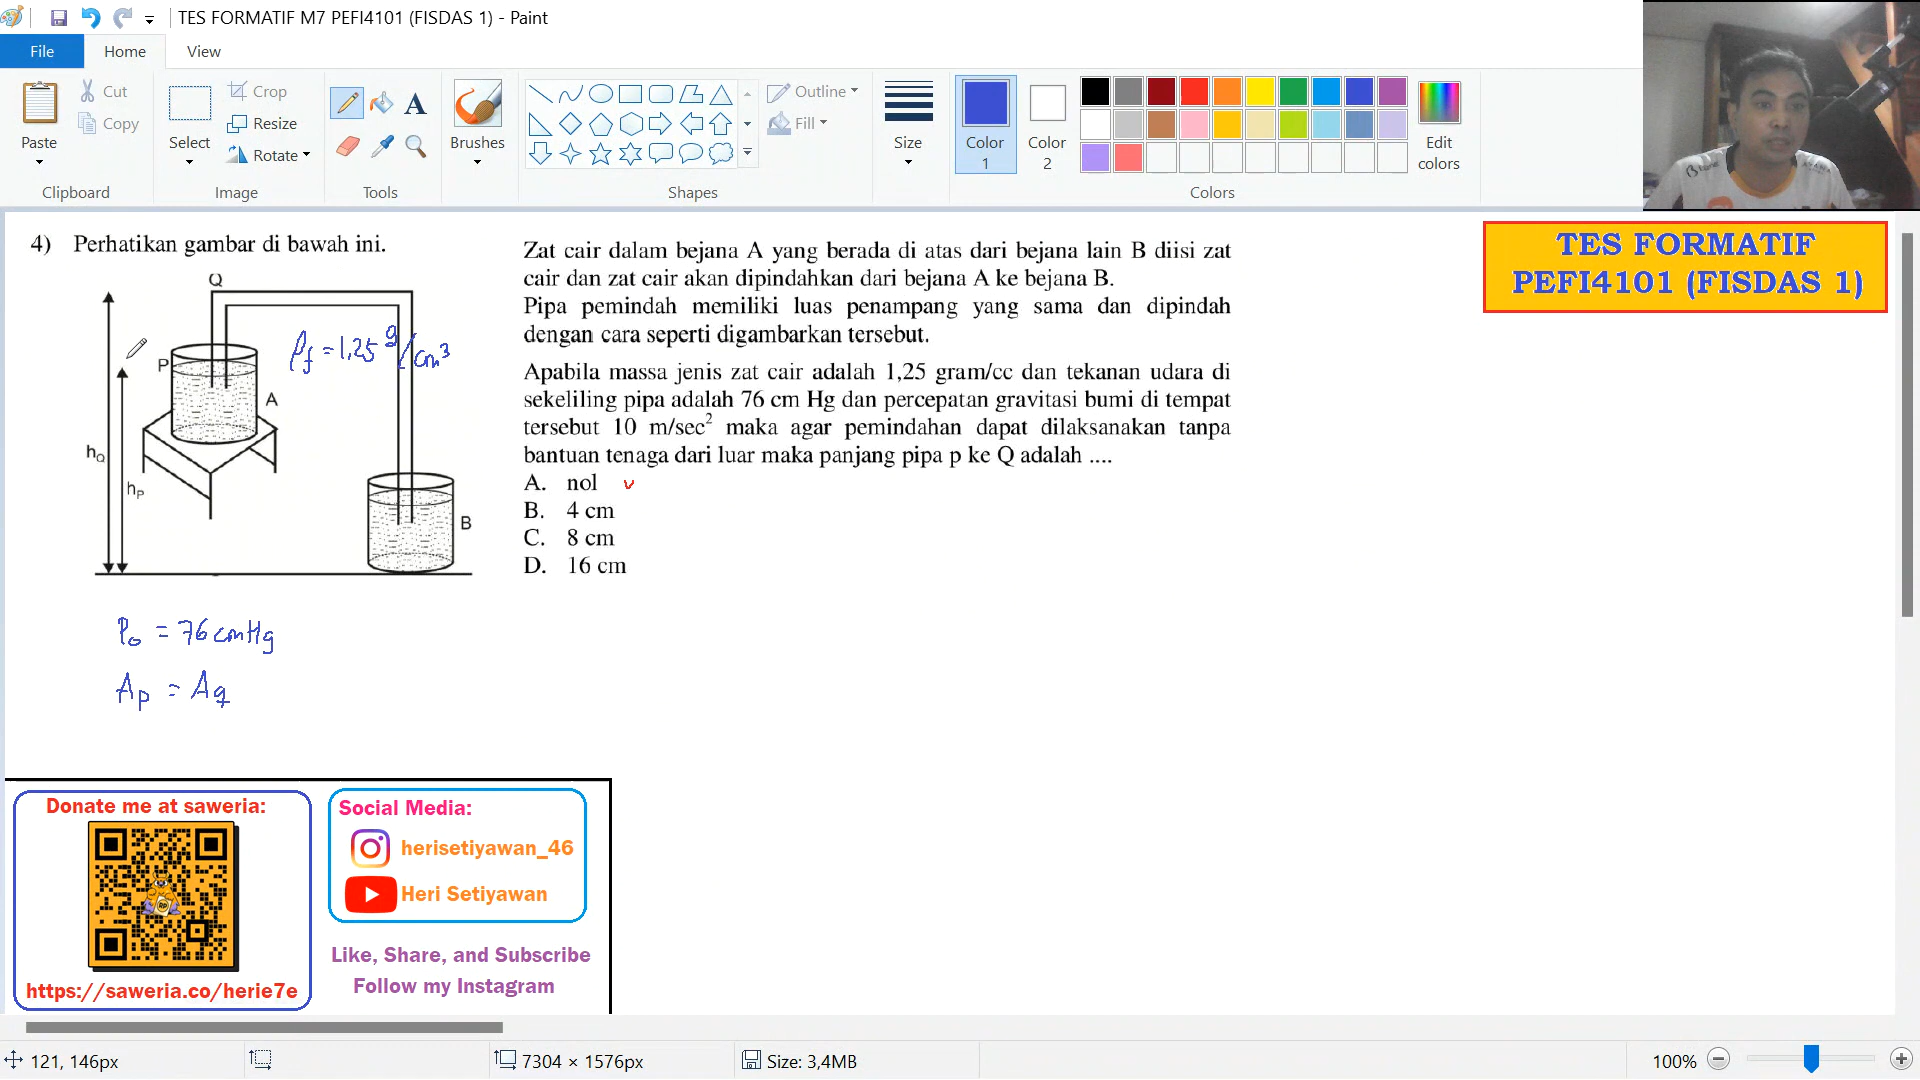 TES FORMATIF M7 PEFI4101 (FISDAS 1) - Paint
File
Home
View
Paste
Cut
Copy
Clipboard
Select
Crop
Resize
Rotate
Image
A
Tools
Brushes
Shapes
Outline
Fill
Size
Color
1
Color
2
Edit
colors
Colors
TES FORMATIF
PEFI4101 (FISDAS 1)
4) Perhatikan gambar di bawah ini.
Q
P
A
hQ
hP
B
ρf = 1,25 g/cm³
P₀ = 76 cmHg
Ap = Aq
Zat cair dalam bejana A yang berada di atas dari bejana lain B diisi zat
cair dan zat cair akan dipindahkan dari bejana A ke bejana B.
Pipa pemindah memiliki luas penampang yang sama dan dipindah
dengan cara seperti digambarkan tersebut.
Apabila massa jenis zat cair adalah 1,25 gram/cc dan tekanan udara di
sekeliling pipa adalah 76 cm Hg dan percepatan gravitasi bumi di tempat
tersebut 10 m/sec² maka agar pemindahan dapat dilaksanakan tanpa
bantuan tenaga dari luar maka panjang pipa p ke Q adalah ....
A. nol v
B. 4 cm
C. 8 cm
D. 16 cm
Donate me at saweria:
RP
https://saweria.co/herie7e
Social Media:
herisetiyawan_46
Heri Setiyawan
Like, Share, and Subscribe
Follow my Instagram
121, 146px
7304 × 1576px
Size: 3,4MB
100%